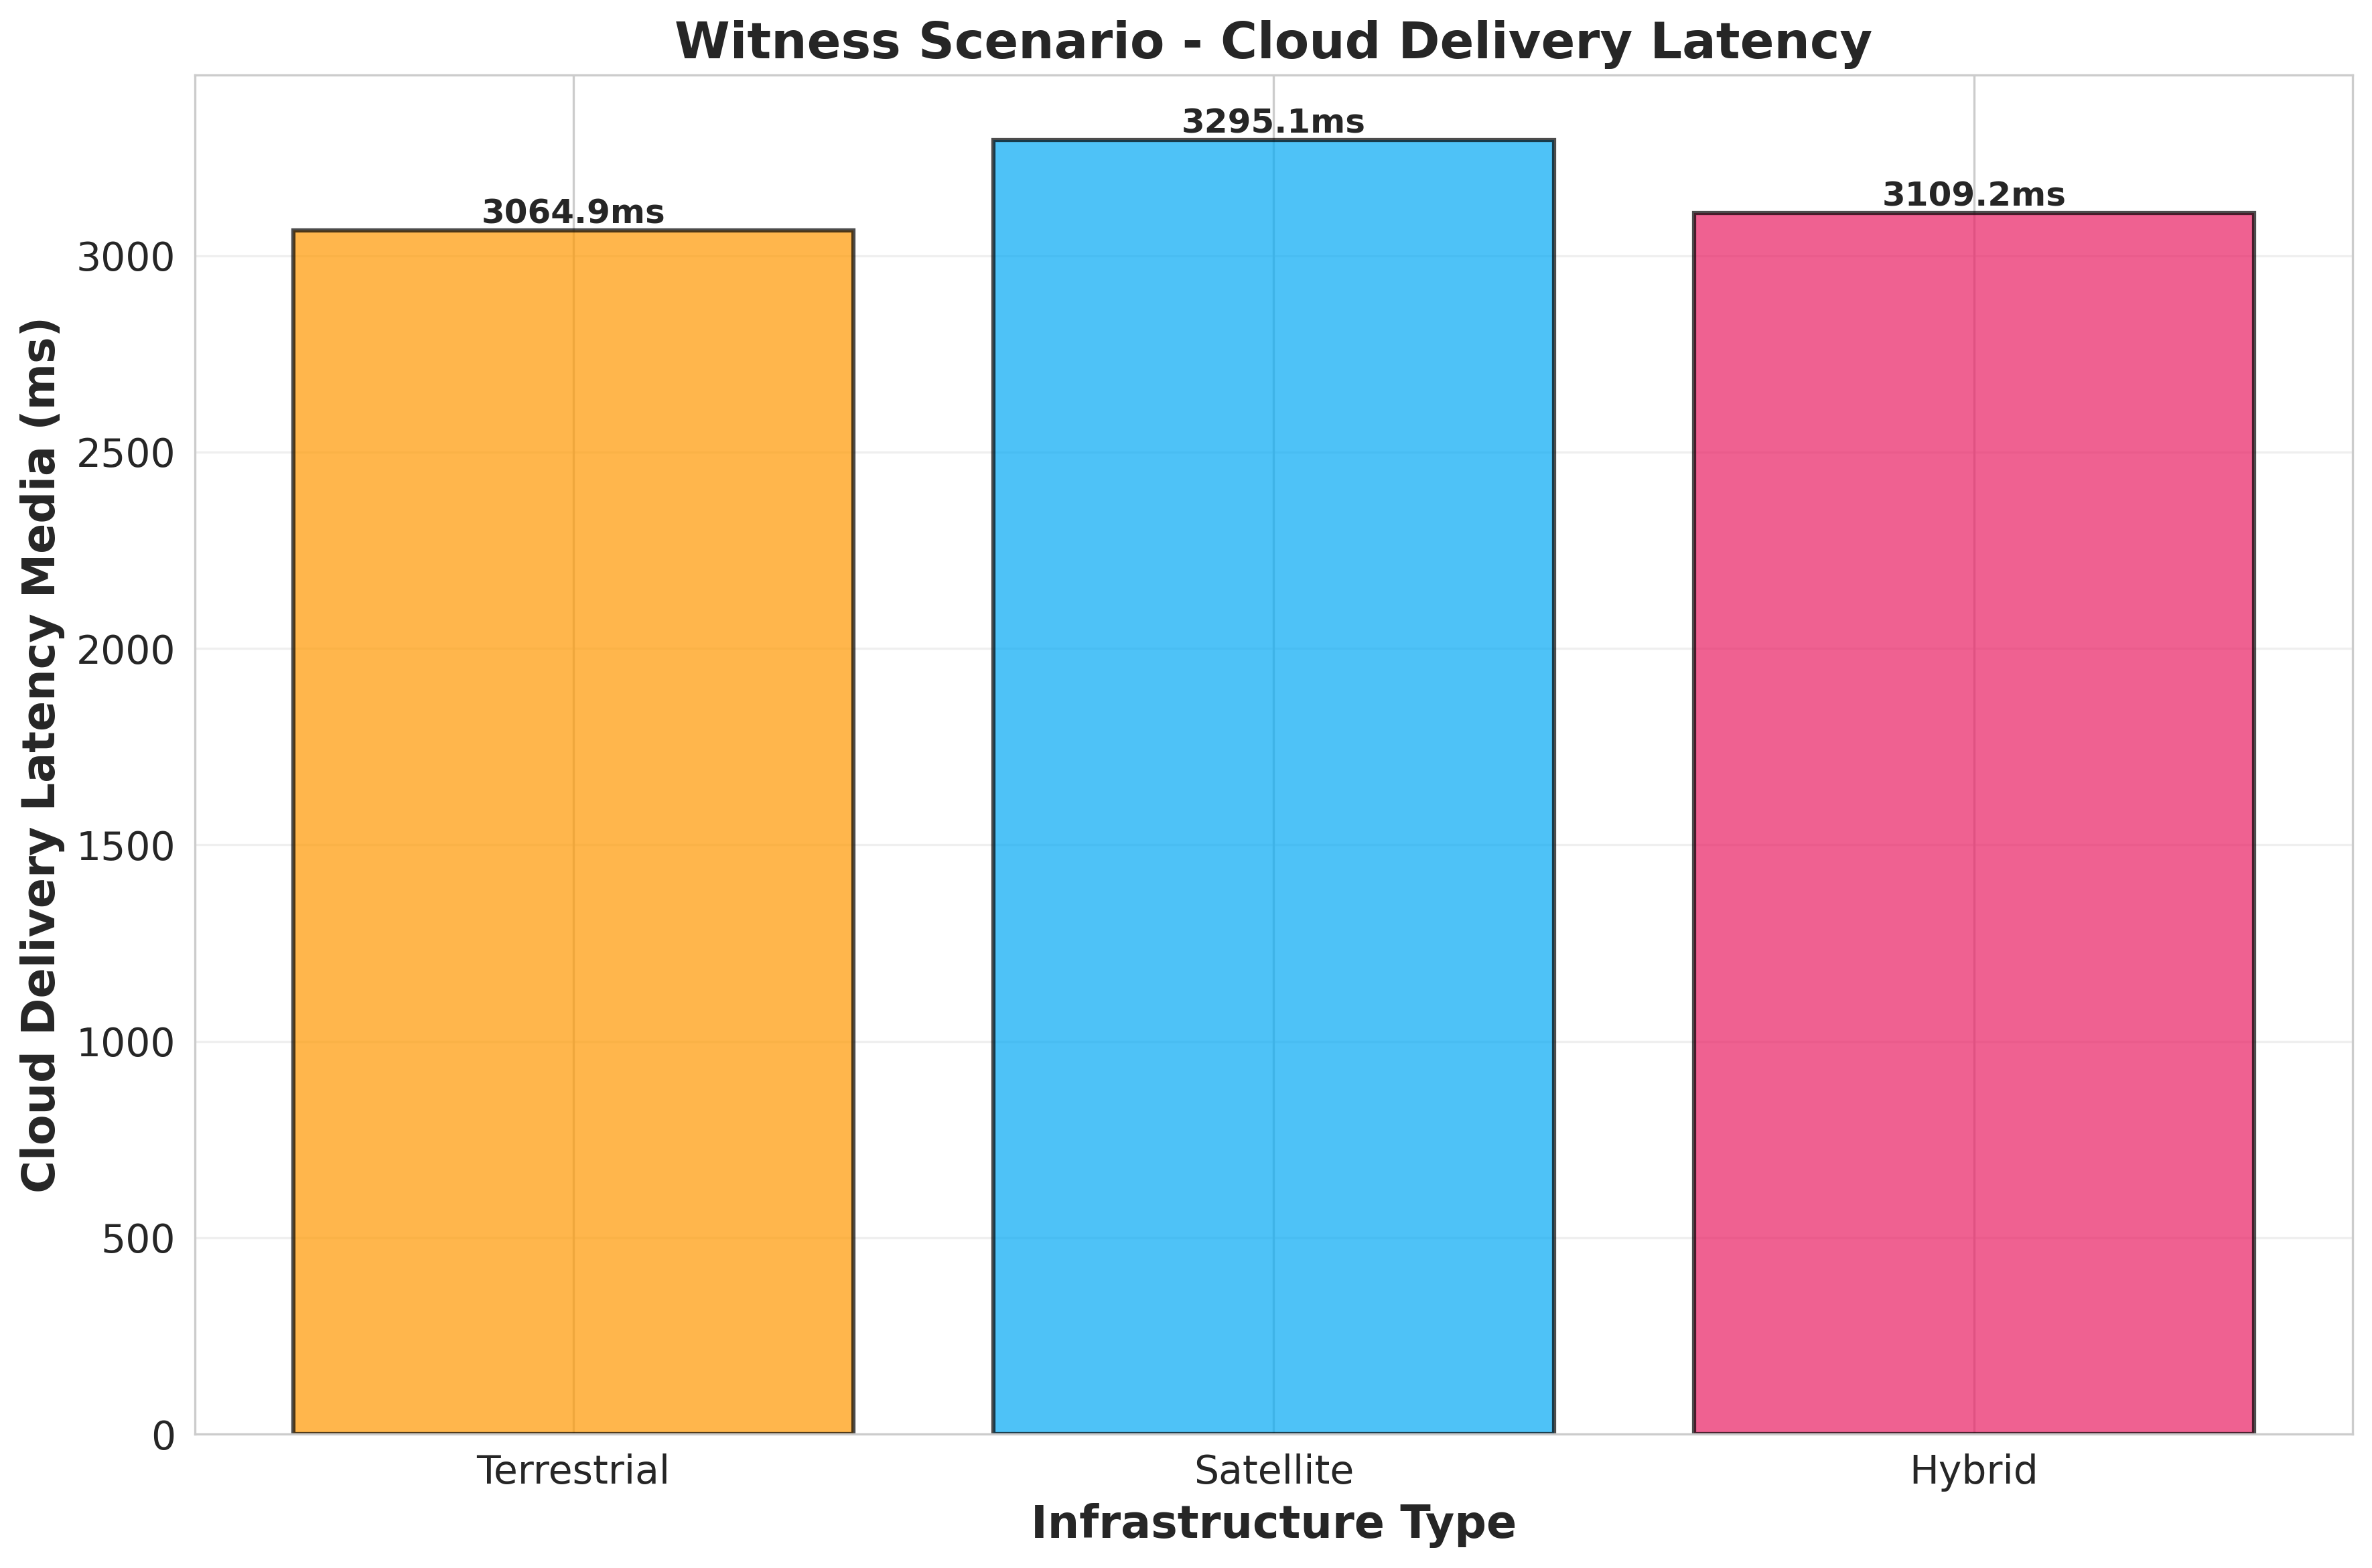 Witness Scenario - Cloud Delivery Latency
Cloud Delivery Latency Media (ms)
3000
2500
2000
1500
1000
500
0
3064.9ms
3295.1ms
3109.2ms
Terrestrial
Satellite
Hybrid
Infrastructure Type